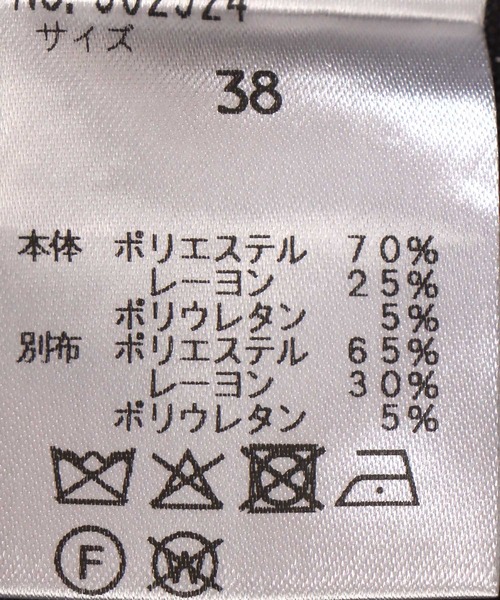 サイズ
38
本体 ポリエステル 70%
レーヨン 25%
ポリウレタン 5%
別布 ポリエステル 65%
レーヨン 30%
ポリウレタン 5%
F W